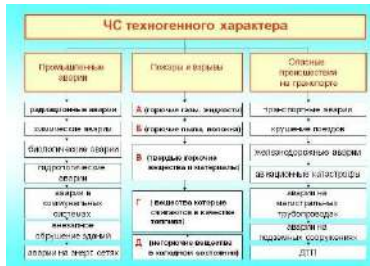 ЧС техногенного характера
Промышленные
аварии
Пожары и взрывы
Опасные
происшествия
на транспорте
радиационные аварии
химические аварии
биологические аварии
гидрологические
аварии
аварии в
коммунальных
системах
внезапное
обрушение зданий
аварии на энерг сетях
А (горючие газы, жидкости)
Б (горючие пыли, волокна)
В (твердые горючие
вещества и материалы)
Г ( вещества которые
сжигаются в качестве
топлива)
Д (негорючие вещества
в холодном состоянии)
транспортные аварии
крушение поездов
железнодорожные аварии
авиационные катастрофы
аварии на
магистральных
трубопроводах
аварии на
подземных сооружениях
ДТП